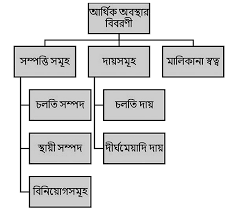 আর্থিক অবস্থার
বিবরণী
সম্পত্তি সমূহ
দায়সমূহ
মালিকানা স্বত্ব
চলতি সম্পদ
চলতি দায়
স্থায়ী সম্পদ
দীর্ঘমেয়াদি দায়
বিনিয়োগসমূহ